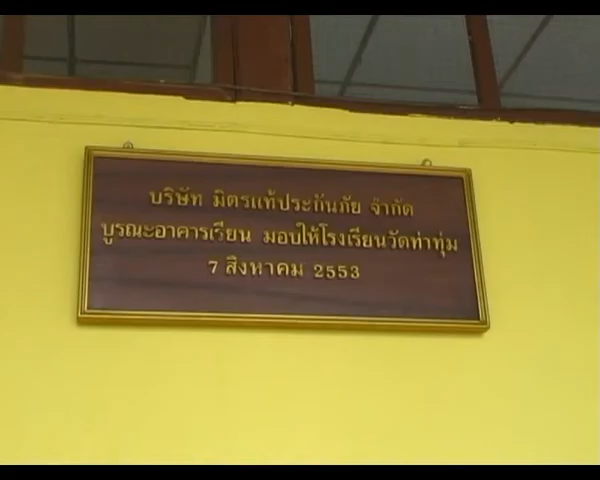 บริษัท มิตรแท้ประกันภัย จำกัด
บูรณะอาคารเรียน มอบให้โรงเรียนวัดท่าทุ่ม
7 สิงหาคม 2553